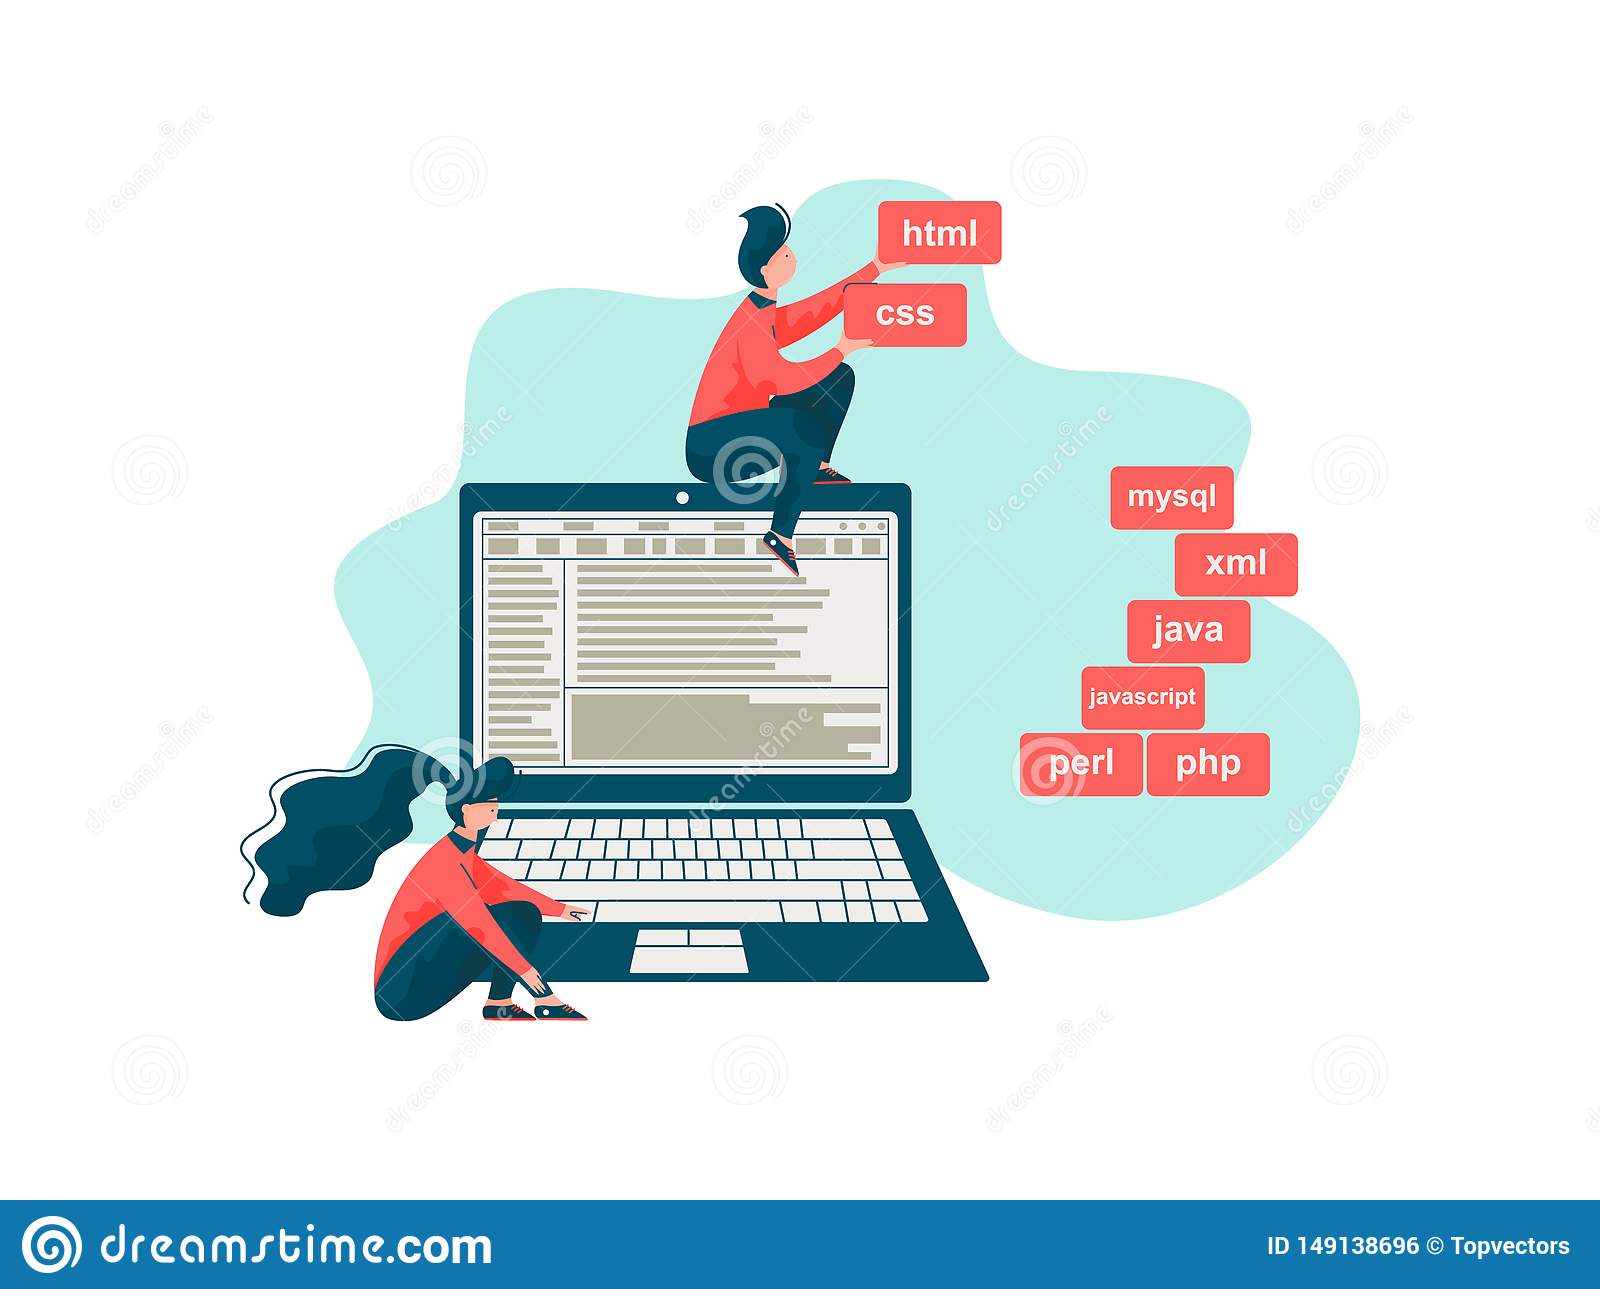 html
css
mysql
xml
java
javascript
perl php
dreamstime.com
ID 149138696 © Topvectors